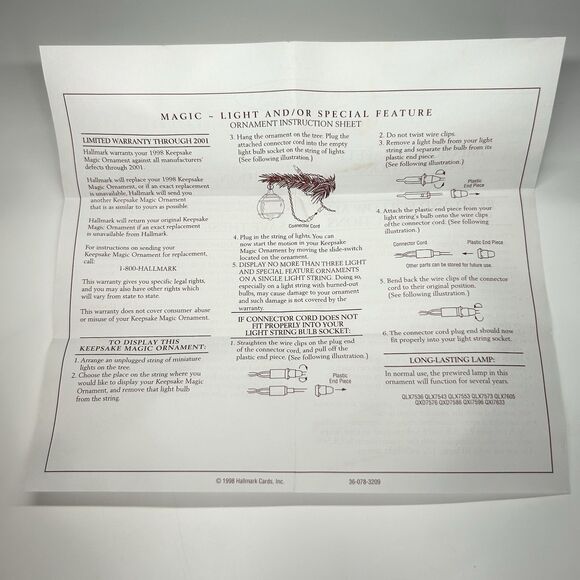 MAGIC ~ LIGHT AND/OR SPECIAL FEATURE
ORNAMENT INSTRUCTION SHEET
LIMITED WARRANTY THROUGH 2001
Hallmark warrants your 1998 Keepsake
Magic Ornament against all manufacturers'
defects through 2001.
Hallmark will replace your 1998 Keepsake
Magic Ornament, or if an exact replacement
is unavailable, Hallmark will send you
another Keepsake Magic Ornament
that is as similar to yours as possible.
Hallmark will return your original Keepsake
Magic Ornament if an exact replacement
is unavailable from Hallmark.
For instructions on sending your
Keepsake Magic Ornament for replacement,
call:
1-800-HALLMARK
This warranty gives you specific legal rights,
and you may also have other rights which
will vary from state to state.
This warranty does not cover consumer abuse
or misuse of your Keepsake Magic Ornament.
TO DISPLAY THIS
KEEPSAKE MAGIC ORNAMENT:
1. Arrange an unplugged string of miniature
lights on the tree.
2. Choose the place on the string where you
would like to display your Keepsake Magic
Ornament, and remove that light bulb
from the string.
3. Hang the ornament on the tree. Plug the
attached connector cord into the empty
light bulb socket on the string of lights.
(See following illustration.)
Connector Cord
4. Plug in the string of lights. You can
now start the motion in your Keepsake
Magic Ornament by moving the slide-switch
located on the ornament.
5. DISPLAY NO MORE THAN THREE LIGHT
AND SPECIAL FEATURE ORNAMENTS
ON A SINGLE LIGHT STRING. Doing so,
especially on a light string with burned-out
bulbs, may cause damage to your ornament
and such damage is not covered by the
warranty.
IF CONNECTOR CORD DOES NOT
FIT PROPERLY INTO YOUR
LIGHT STRING BULB SOCKET:
1. Straighten the wire clips on the plug end
of the connector cord, and pull off the
plastic end piece. (See following illustration.)
Plastic
End Piece
2. Do not twist wire clips.
3. Remove a light bulb from your light
string and separate the bulb from its
plastic end piece.
(See following illustration.)
Plastic
End Piece
4. Attach the plastic end piece from your
light string's bulb onto the wire clips
of the connector cord. (See following
illustration.)
Connector Cord
Plastic End Piece
Other parts can be stored for future use.
5. Bend back the wire clips of the connector
cord to their original position.
(See following illustration.)
6. The connector cord plug end should now
fit properly into your light string socket.
LONG-LASTING LAMP:
In normal use, the prewired lamp in this
ornament will function for several years.
QLX7536 QLX7543 QLX7553 QLX7573 QLX7605
QXD7576 QXD7586 QXI7596 QXI7633
© 1998 Hallmark Cards, Inc.
36-078-3209